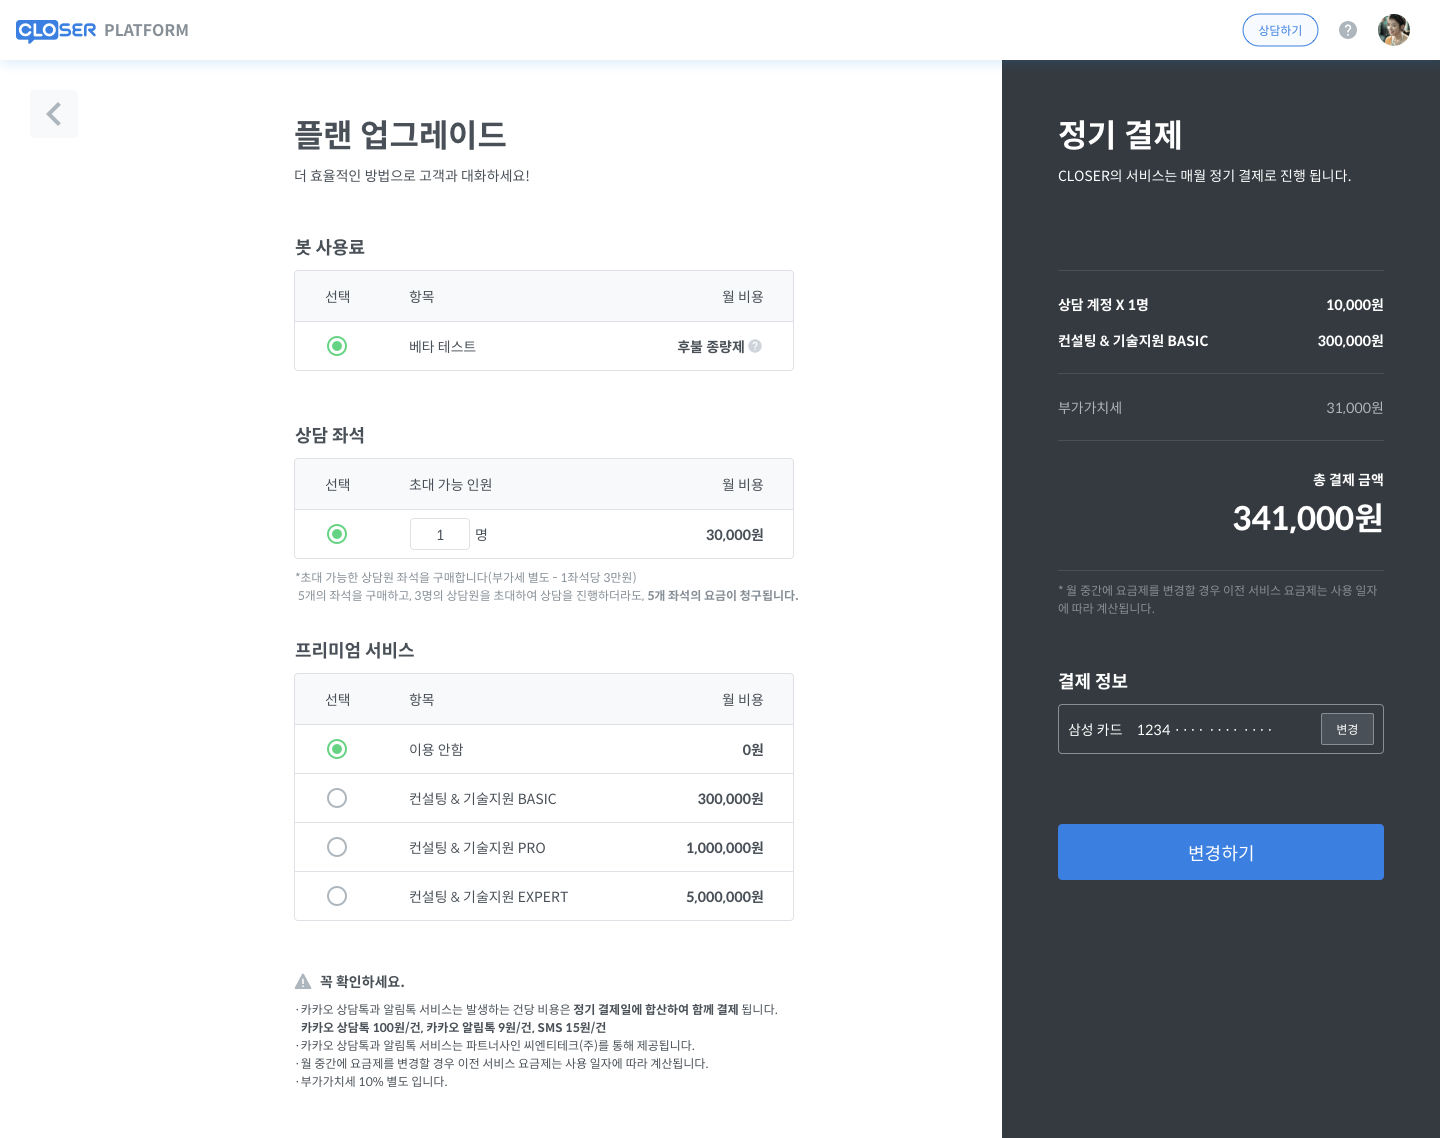 CLOSER PLATFORM
상담하기
플랜 업그레이드
더 효율적인 방법으로 고객과 대화하세요!
봇 사용료
선택 항목 월 비용
베타 테스트 후불 종량제
상담 좌석
선택 초대 가능 인원 월 비용
1 명 30,000원
*초대 가능한 상담원 좌석을 구매합니다(부가세 별도 - 1좌석당 3만원)
5개의 좌석을 구매하고, 3명의 상담원을 초대하여 상담을 진행하더라도, 5개 좌석의 요금이 청구됩니다.
프리미엄 서비스
선택 항목 월 비용
이용 안함 0원
컨설팅 & 기술지원 BASIC 300,000원
컨설팅 & 기술지원 PRO 1,000,000원
컨설팅 & 기술지원 EXPERT 5,000,000원
꼭 확인하세요.
·카카오 상담톡과 알림톡 서비스는 발생하는 건당 비용은 정기 결제일에 합산하여 함께 결제 됩니다.
카카오 상담톡 100원/건, 카카오 알림톡 9원/건, SMS 15원/건
·카카오 상담톡과 알림톡 서비스는 파트너사인 씨엔티테크(주)를 통해 제공됩니다.
·월 중간에 요금제를 변경할 경우 이전 서비스 요금제는 사용 일자에 따라 계산됩니다.
·부가가치세 10% 별도 입니다.
정기 결제
CLOSER의 서비스는 매월 정기 결제로 진행 됩니다.
상담 계정 X 1명 10,000원
컨설팅 & 기술지원 BASIC 300,000원
부가가치세 31,000원
총 결제 금액
341,000원
* 월 중간에 요금제를 변경할 경우 이전 서비스 요금제는 사용 일자
에 따라 계산됩니다.
결제 정보
삼성 카드 1234 ···· ···· ···· 변경
변경하기